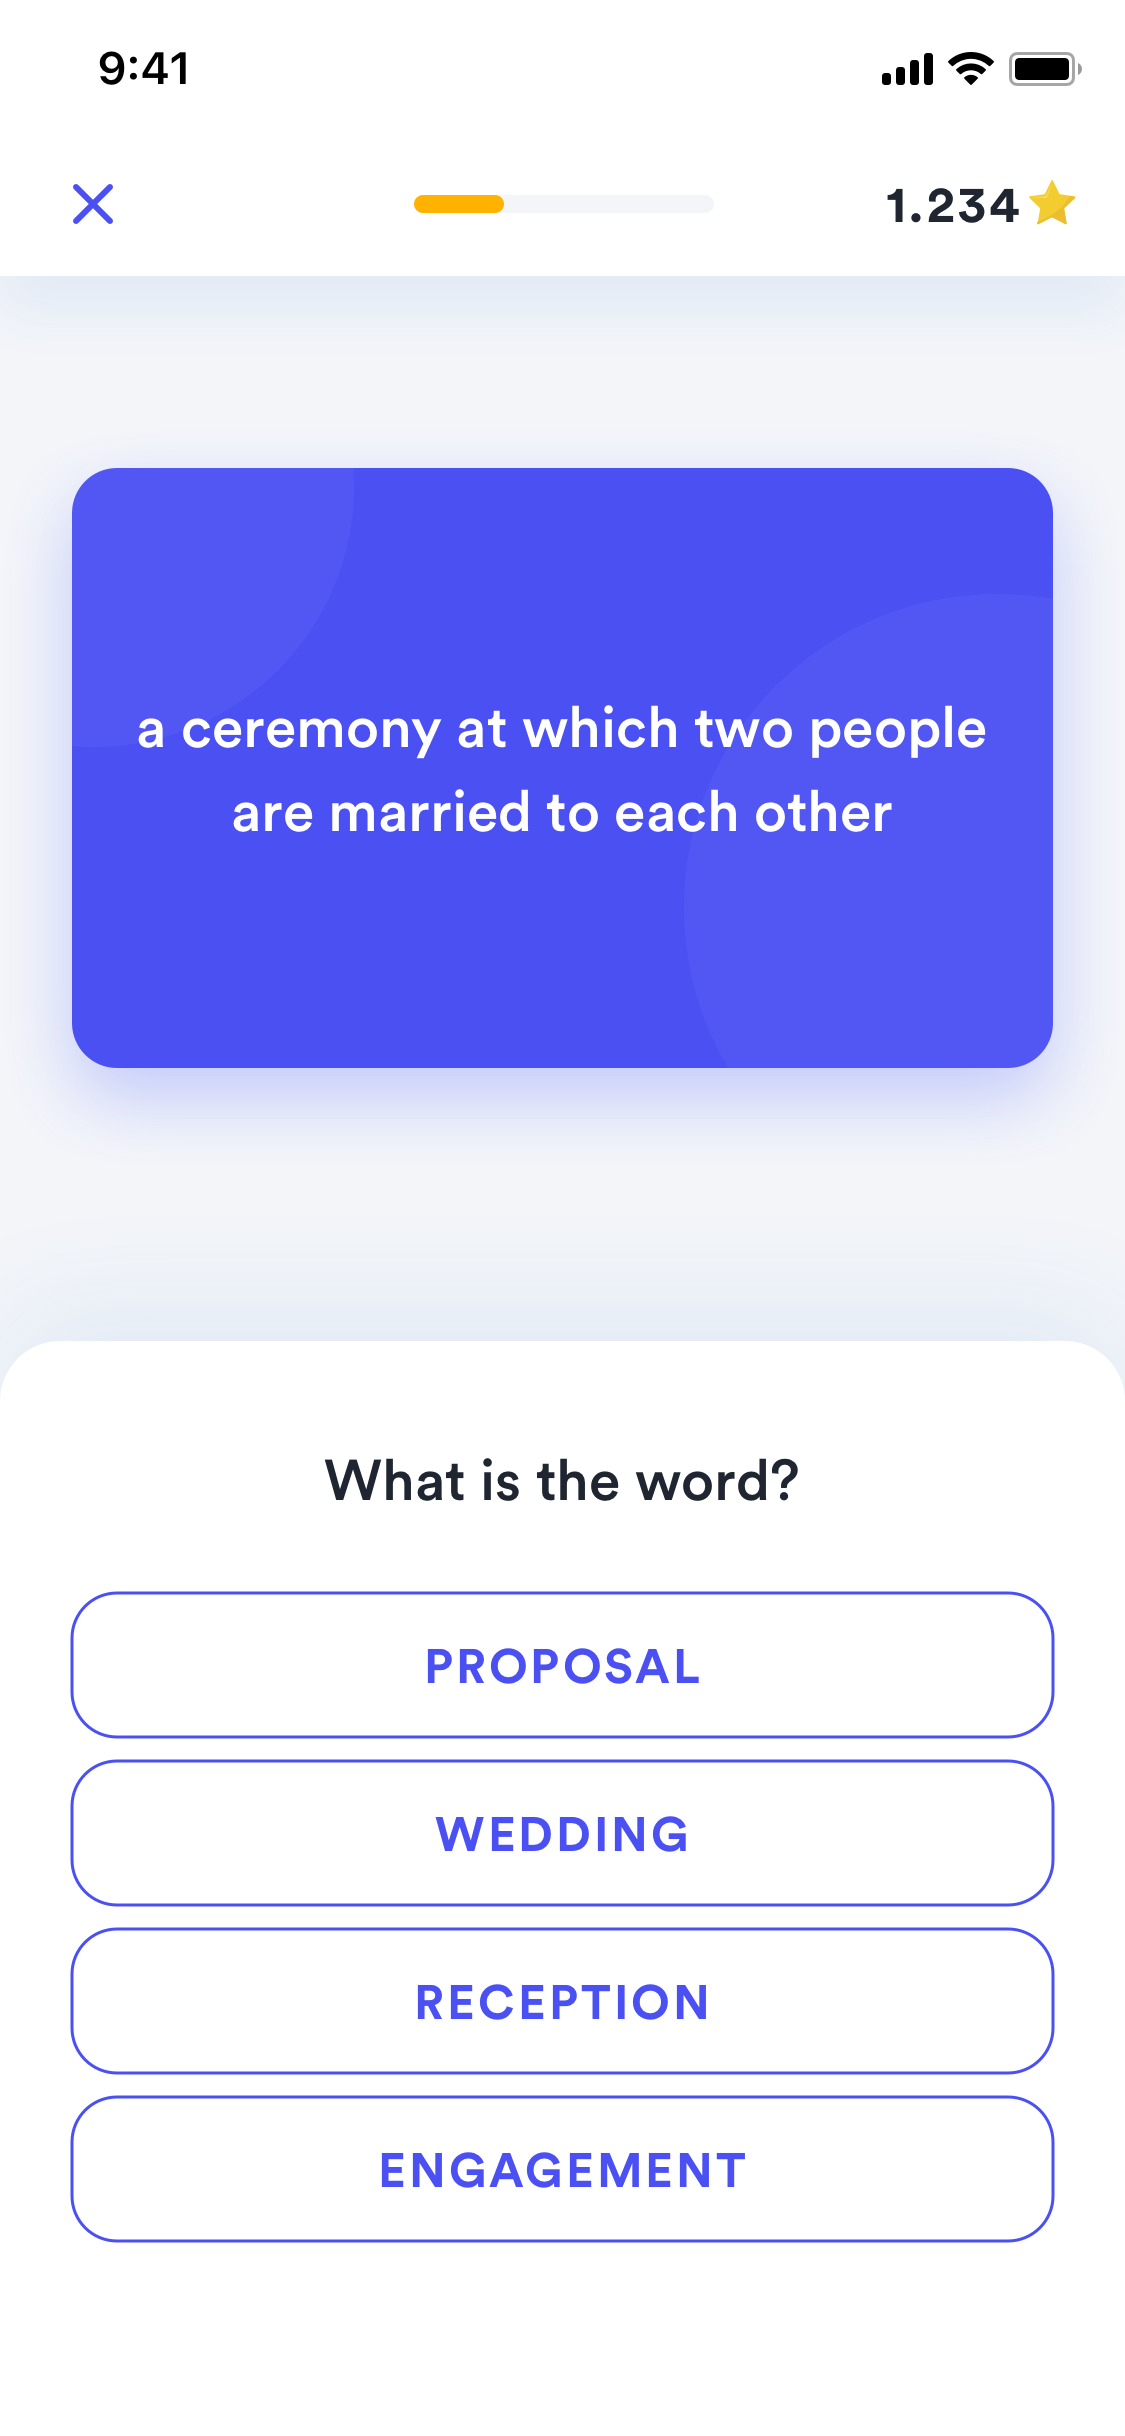 9:41
1.234
a ceremony at which two people
are married to each other
What is the word?
PROPOSAL
WEDDING
RECEPTION
ENGAGEMENT